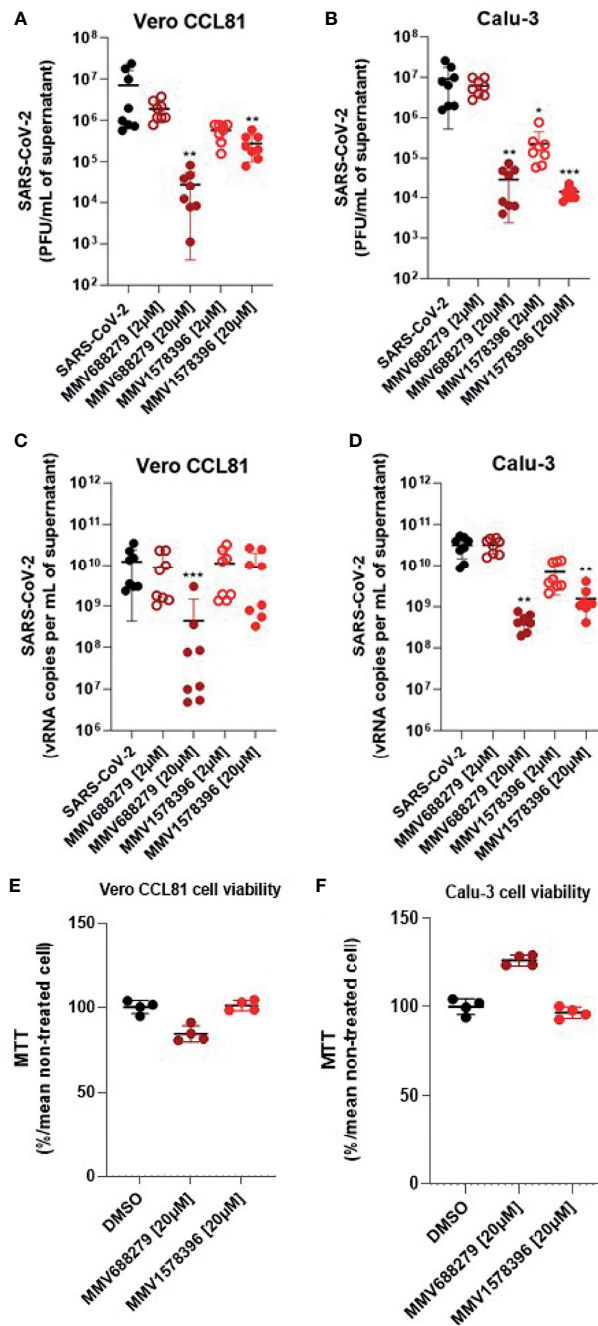 A
Vero CCL81
SARS-CoV-2
(PFU/mL of supernatant)
10⁸
10⁷
10⁶
10⁵
10⁴
10³
10²
**
**
SARS-CoV-2
MMV688279 [2µM]
MMV688279 [20µM]
MMV1578396 [2µM]
MMV1578396 [20µM]
B
Calu-3
SARS-CoV-2
(PFU/mL of supernatant)
10⁸
10⁷
10⁶
10⁵
10⁴
10³
10²
**
*
***
SARS-CoV-2
MMV688279 [2µM]
MMV688279 [20µM]
MMV1578396 [2µM]
MMV1578396 [20µM]
C
Vero CCL81
SARS-CoV-2
(vRNA copies per mL of supernatant)
10¹²
10¹¹
10¹⁰
10⁹
10⁸
10⁷
10⁶
***
SARS-CoV-2
MMV688279 [2µM]
MMV688279 [20µM]
MMV1578396 [2µM]
MMV1578396 [20µM]
D
Calu-3
SARS-CoV-2
(vRNA copies per mL of supernatant)
10¹²
10¹¹
10¹⁰
10⁹
10⁸
10⁷
10⁶
**
**
SARS-CoV-2
MMV688279 [2µM]
MMV688279 [20µM]
MMV1578396 [2µM]
MMV1578396 [20µM]
E
Vero CCL81 cell viability
MTT
(%/mean non-treated cell)
150
100
50
0
DMSO
MMV688279 [20µM]
MMV1578396 [20µM]
F
Calu-3 cell viability
MTT
(%/mean non-treated cell)
150
100
50
0
DMSO
MMV688279 [20µM]
MMV1578396 [20µM]